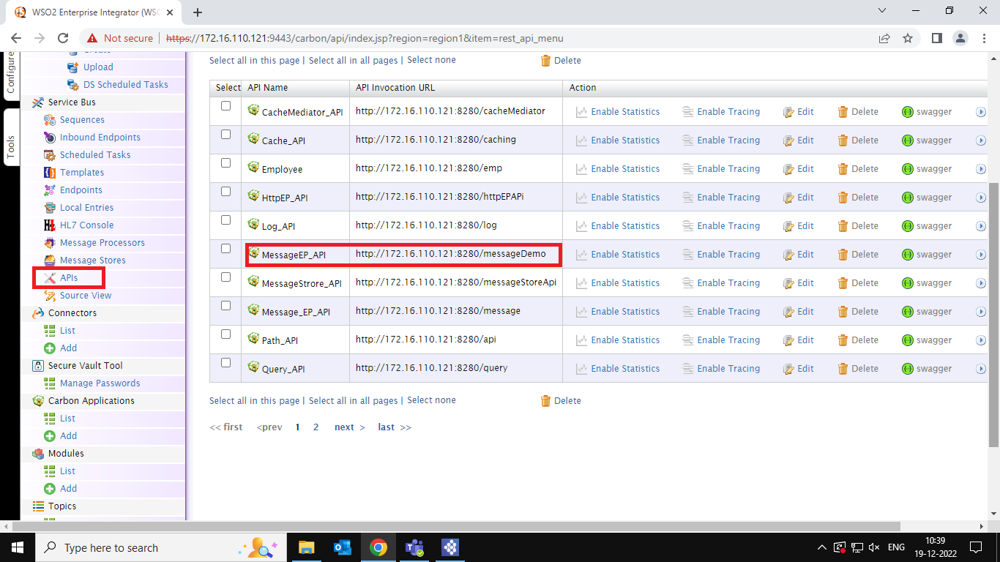 WSO2 Enterprise Integrator (WSO
Not secure https://172.16.110.121:9443/carbon/api/index.jsp?region=region1&item=rest_api_menu
Configure
Tools
Create
Upload
DS Scheduled Tasks
Service Bus
Sequences
Inbound Endpoints
Scheduled Tasks
Templates
Endpoints
Local Entries
HL7 Console
Message Processors
Message Stores
APIs
Source View
Connectors
List
Add
Secure Vault Tool
Manage Passwords
Carbon Applications
List
Add
Modules
List
Add
Topics
Select all in this page | Select all in all pages | Select none Delete
Select API Name API Invocation URL Action
CacheMediator_API http://172.16.110.121:8280/cacheMediator Enable Statistics Enable Tracing Edit Delete swagger
Cache_API http://172.16.110.121:8280/caching Enable Statistics Enable Tracing Edit Delete swagger
Employee http://172.16.110.121:8280/emp Enable Statistics Enable Tracing Edit Delete swagger
HttpEP_API http://172.16.110.121:8280/httpEPAPi Enable Statistics Enable Tracing Edit Delete swagger
Log_API http://172.16.110.121:8280/log Enable Statistics Enable Tracing Edit Delete swagger
MessageEP_API http://172.16.110.121:8280/messageDemo Enable Statistics Enable Tracing Edit Delete swagger
MessageStrore_API http://172.16.110.121:8280/messageStoreApi Enable Statistics Enable Tracing Edit Delete swagger
Message_EP_API http://172.16.110.121:8280/message Enable Statistics Enable Tracing Edit Delete swagger
Path_API http://172.16.110.121:8280/api Enable Statistics Enable Tracing Edit Delete swagger
Query_API http://172.16.110.121:8280/query Enable Statistics Enable Tracing Edit Delete swagger
Select all in this page | Select all in all pages | Select none Delete
<< first <prev 1 2 next > last >>
Type here to search
ENG
10:39
19-12-2022